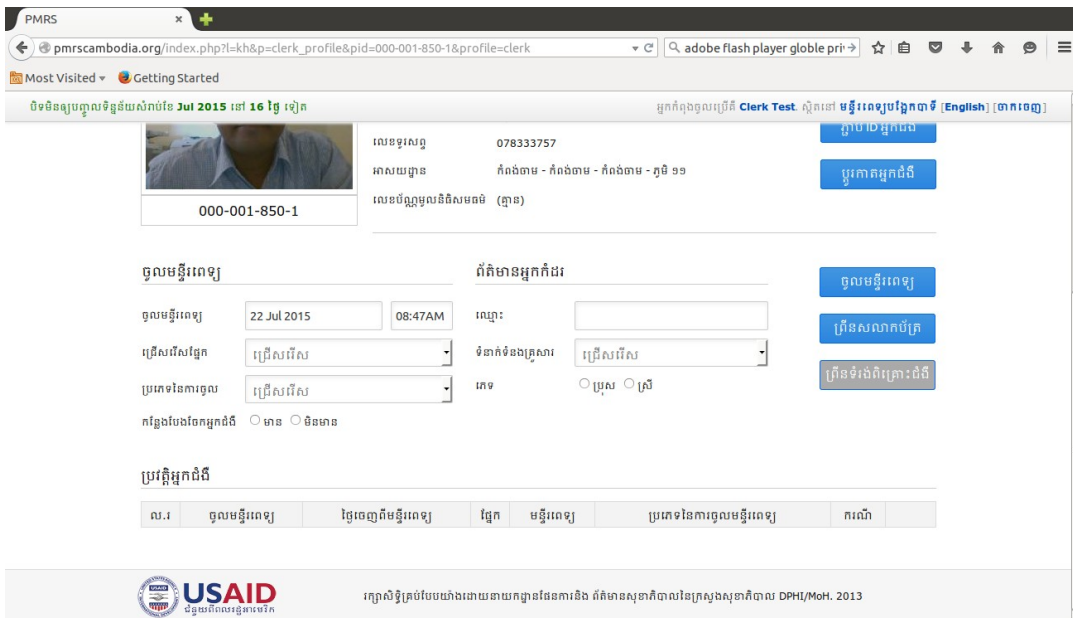 PMRS
pmrscambodia.org/index.php?l=kh&p=clerk_profile&pid=000-001-850-1&profile=clerk
adobe flash player globle pri
Most Visited
Getting Started
បិទមិនឲ្យបញ្ចូលទិន្នន័យសំរាប់ខែ Jul 2015 នៅ 16 ថ្ងៃ ទៀត
អ្នកកំពុងចូលប្រើគឺ Clerk Test. ស្ថិតនៅ មន្ទីរពេទ្យបង្អែកបាទី [English] [ចាកចេញ]
លេខទូរសព្ទ 078333757
ភ្ជាប់IDអ្នកជំងឺ
អាសយដ្ឋាន កំពង់ចាម - កំពង់ចាម - កំពង់ចាម - ភូមិ ១១
ប្តូរកាតអ្នកជំងឺ
លេខប័ណ្ណមូលនិធិសមធម៌ (គ្មាន)
000-001-850-1
ចូលមន្ទីរពេទ្យ
ព័ត៌មានអ្នកកំដរ
ចូលមន្ទីរពេទ្យ
ចូលមន្ទីរពេទ្យ 22 Jul 2015 08:47AM
ឈ្មោះ
ព្រីនសលាកប័ត្រ
ជ្រើសរើសផ្នែក ជ្រើសរើស
ទំនាក់ទំនងគ្រួសារ ជ្រើសរើស
ព្រីនទំរង់ពិគ្រោះជំងឺ
ប្រភេទនៃការចូល ជ្រើសរើស
ភេទ ប្រុស ស្រី
កន្លែងបែងចែកអ្នកជំងឺ មាន មិនមាន
ប្រវត្តិអ្នកជំងឺ
ល.រ ចូលមន្ទីរពេទ្យ ថ្ងៃចេញពីមន្ទីរពេទ្យ ផ្នែក មន្ទីរពេទ្យ ប្រភេទនៃការចូលមន្ទីរពេទ្យ ករណី
USAID
USAID
ជំនួយពីពលរដ្ឋអាមេរិក
រក្សាសិទ្ធិគ្រប់បែបយ៉ាងដោយនាយកដ្ឋានផែនការនិង ព័ត៌មានសុខាភិបាលនៃក្រសួងសុខាភិបាល DPHI/MoH. 2013